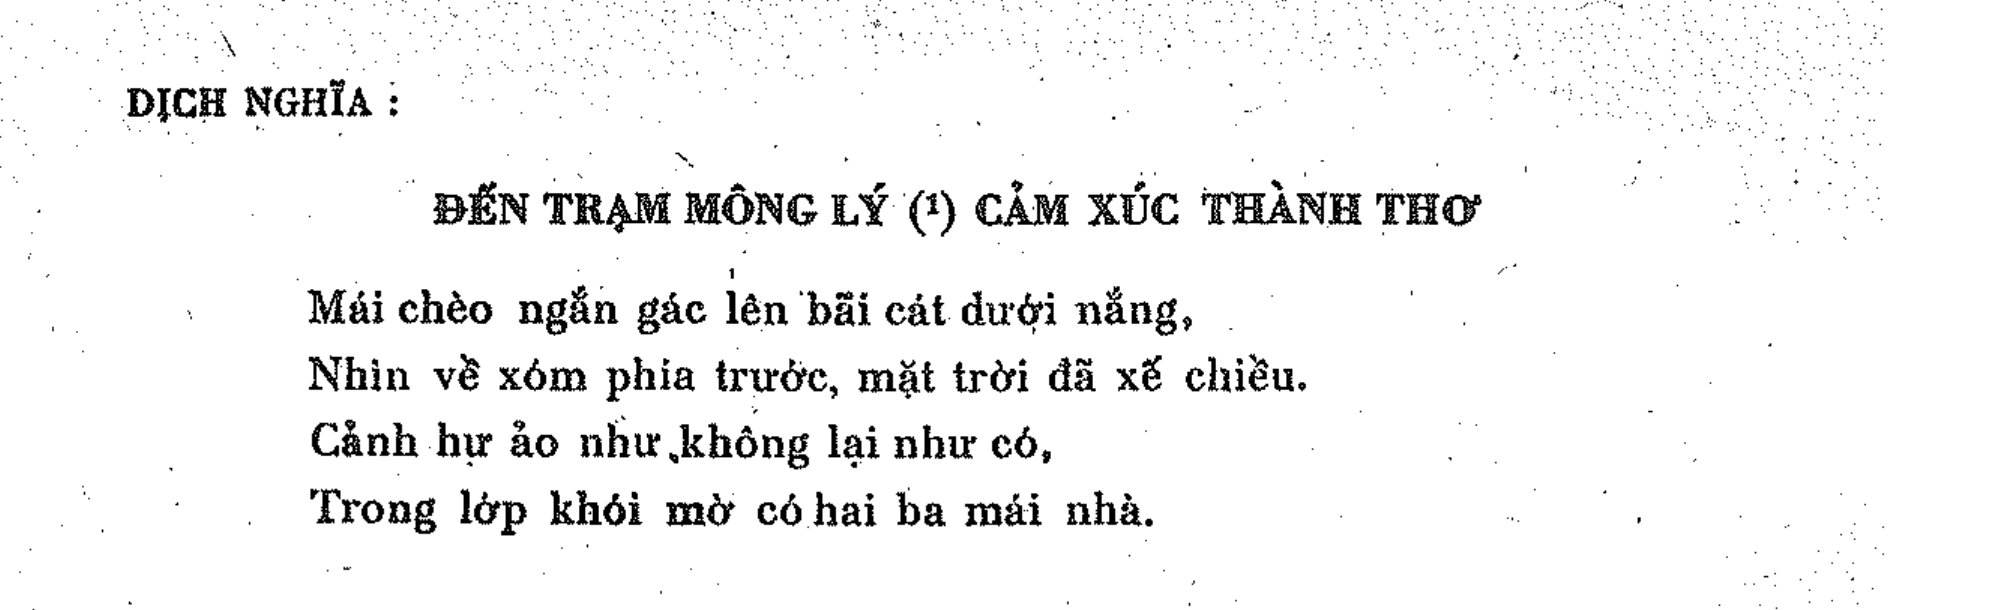 DỊCH NGHĨA :
ĐẾN TRẠM MÔNG LÝ (¹) CẢM XÚC THÀNH THƠ
Mái chèo ngắn gác lên bãi cát dưới nắng,
Nhìn về xóm phía trước, mặt trời đã xế chiều.
Cảnh hư ảo như không lại như có,
Trong lớp khói mờ có hai ba mái nhà.